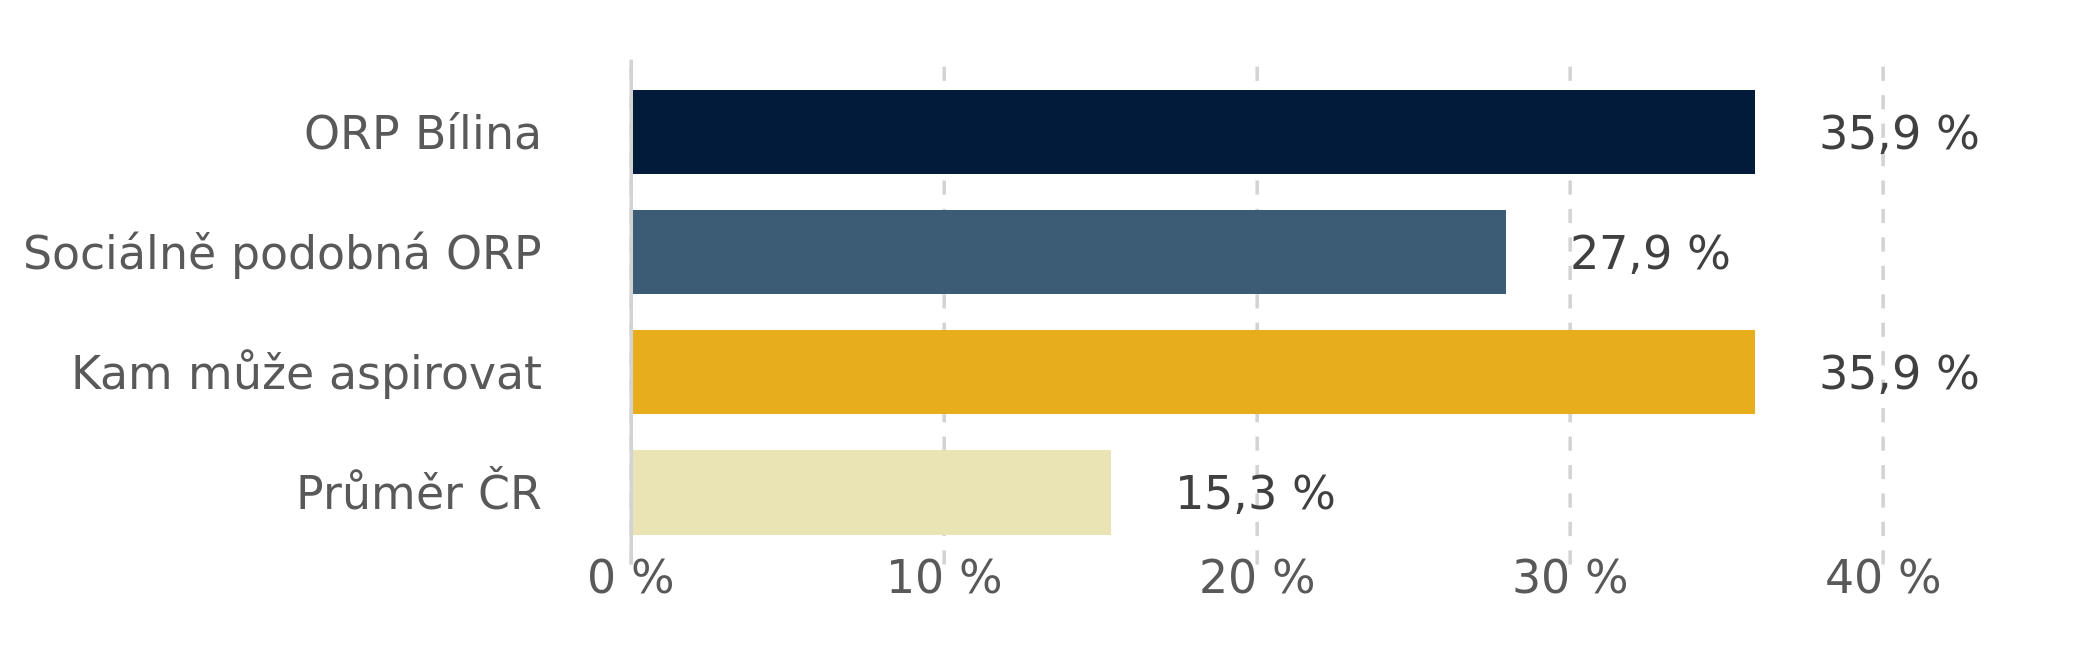 ORP Bílina 35,9 %
Sociálně podobná ORP 27,9 %
Kam může aspirovat 35,9 %
Průměr ČR 15,3 %
0 % 10 % 20 % 30 % 40 %